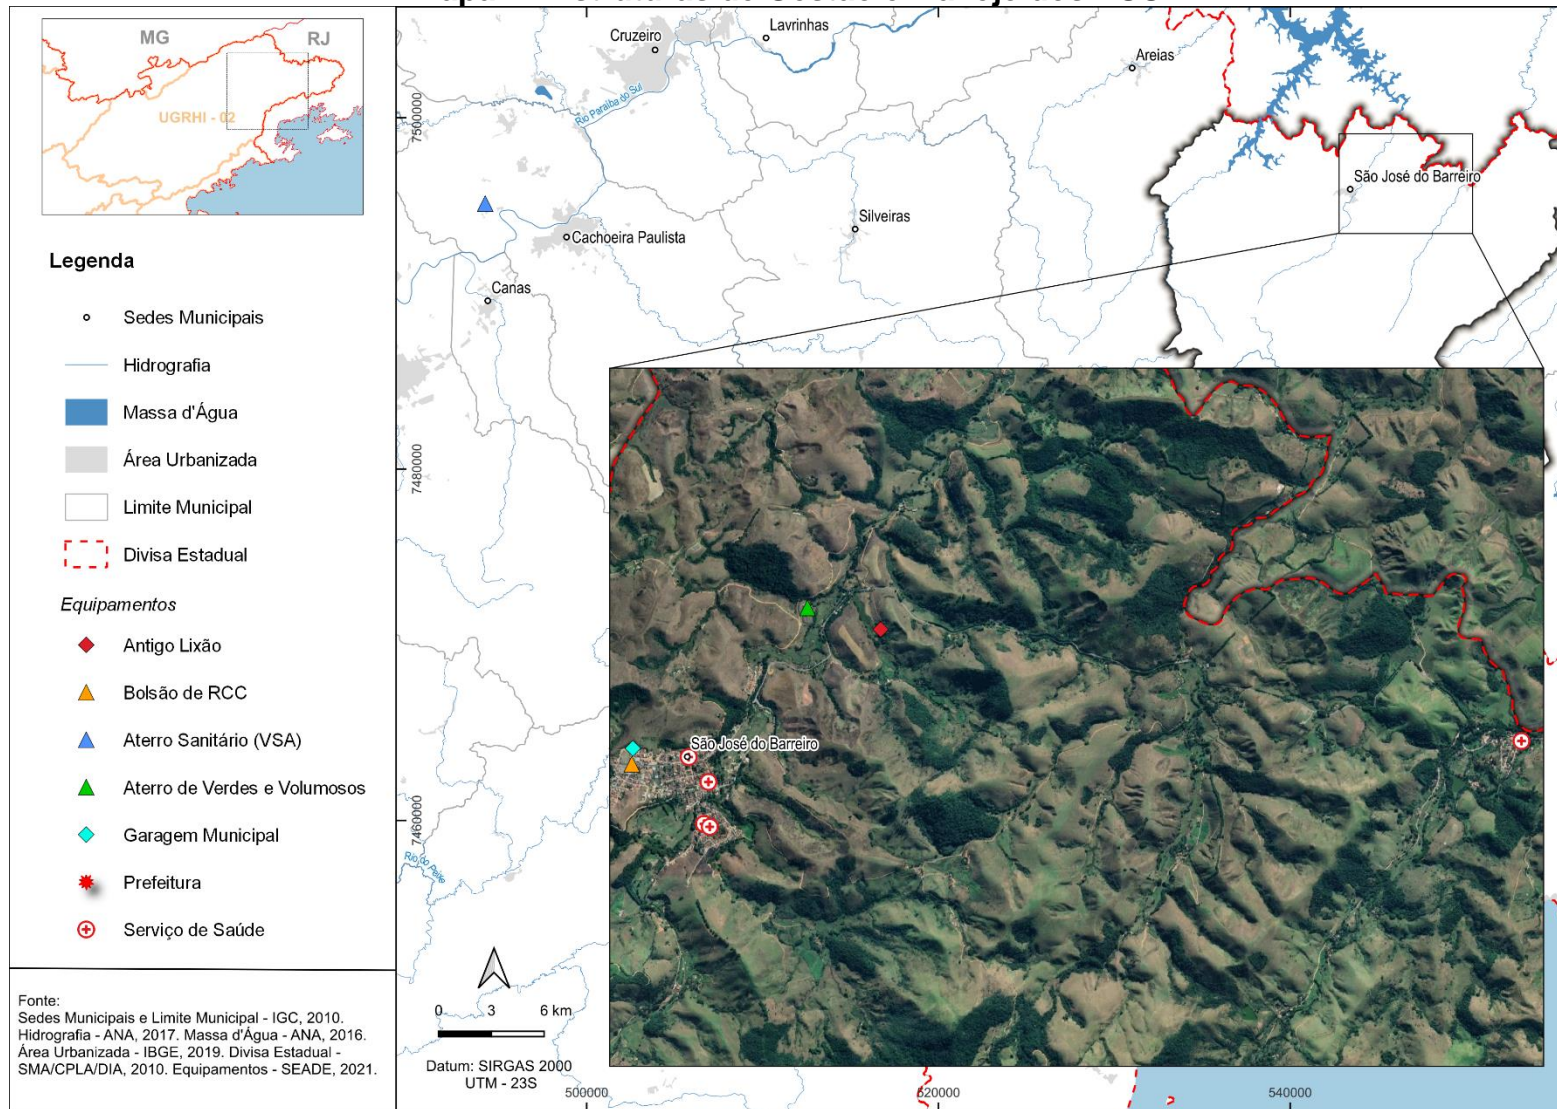 MG
RJ
UGRHI - 02
Legenda
Sedes Municipais
Hidrografia
Massa d'Água
Área Urbanizada
Limite Municipal
Divisa Estadual
Equipamentos
Antigo Lixão
Bolsão de RCC
Aterro Sanitário (VSA)
Aterro de Verdes e Volumosos
Garagem Municipal
Prefeitura
Serviço de Saúde
Fonte:
Sedes Municipais e Limite Municipal - IGC, 2010.
Hidrografia - ANA, 2017. Massa d'Água - ANA, 2016.
Área Urbanizada - IBGE, 2019. Divisa Estadual -
SMA/CPLA/DIA, 2010. Equipamentos - SEADE, 2021.
Cruzeiro
Lavrinhas
Areias
Rio Paraíba do Sul
7500000
São José do Barreiro
Silveiras
Cachoeira Paulista
Canas
7480000
São José do Barreiro
7460000
Rio do Peixe
0 3 6 km
Datum: SIRGAS 2000
UTM - 23S
500000
520000
540000